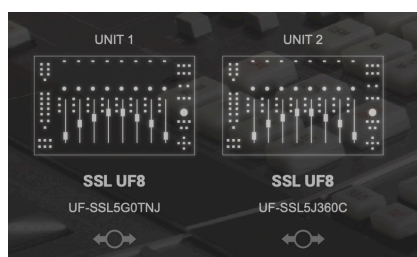 UNIT 1
UNIT 2
SSL UF8
SSL UF8
UF-SSL5G0TNJ
UF-SSL5J360C